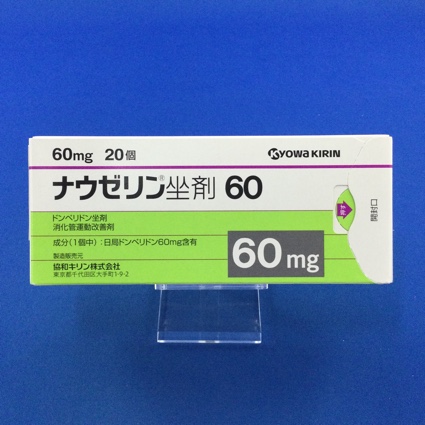 60mg 20個
KYOWA KIRIN
ナウゼリン®坐剤 60
ドンペリドン坐剤
消化管運動改善剤
成分(1個中):日局ドンペリドン60mg含有
製造販売元
協和キリン株式会社
東京都千代田区大手町1-9-2
60mg
押す
開封口